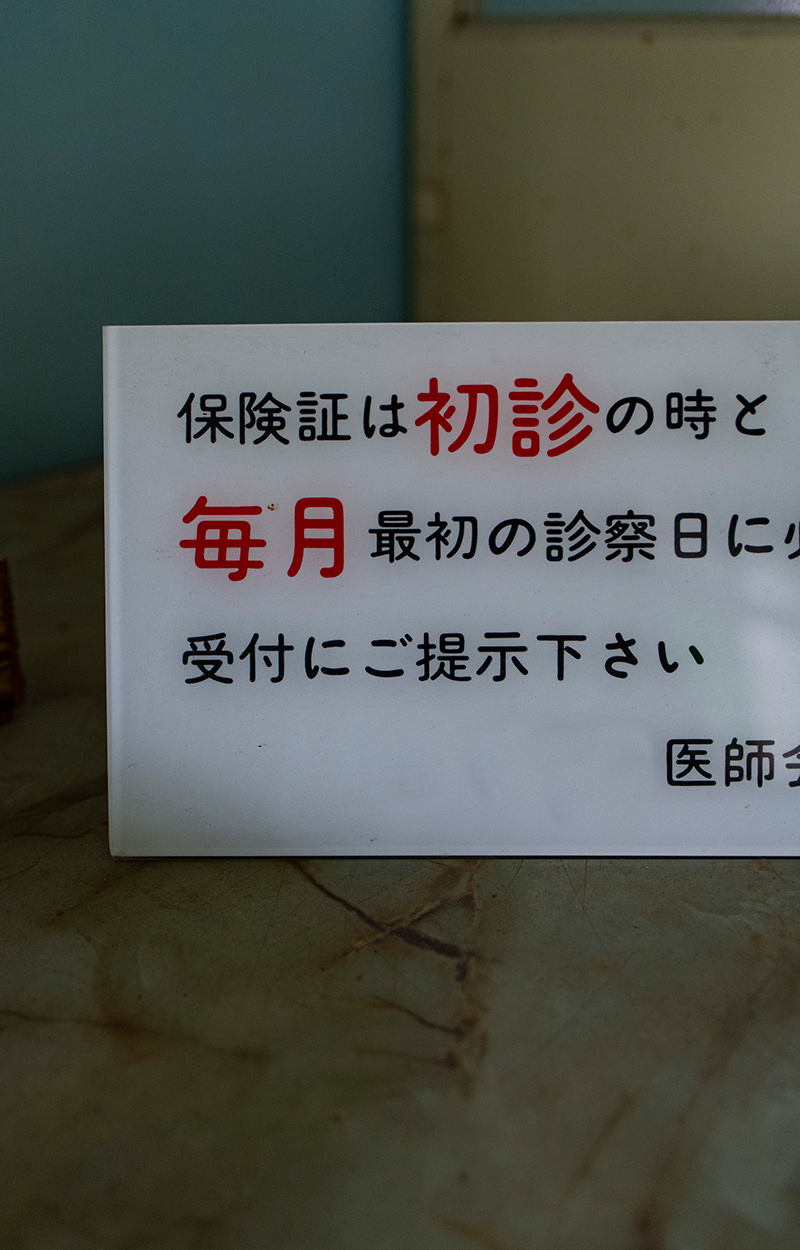 保険証は初診の時と
毎月最初の診察日に
受付にご提示下さい
医師